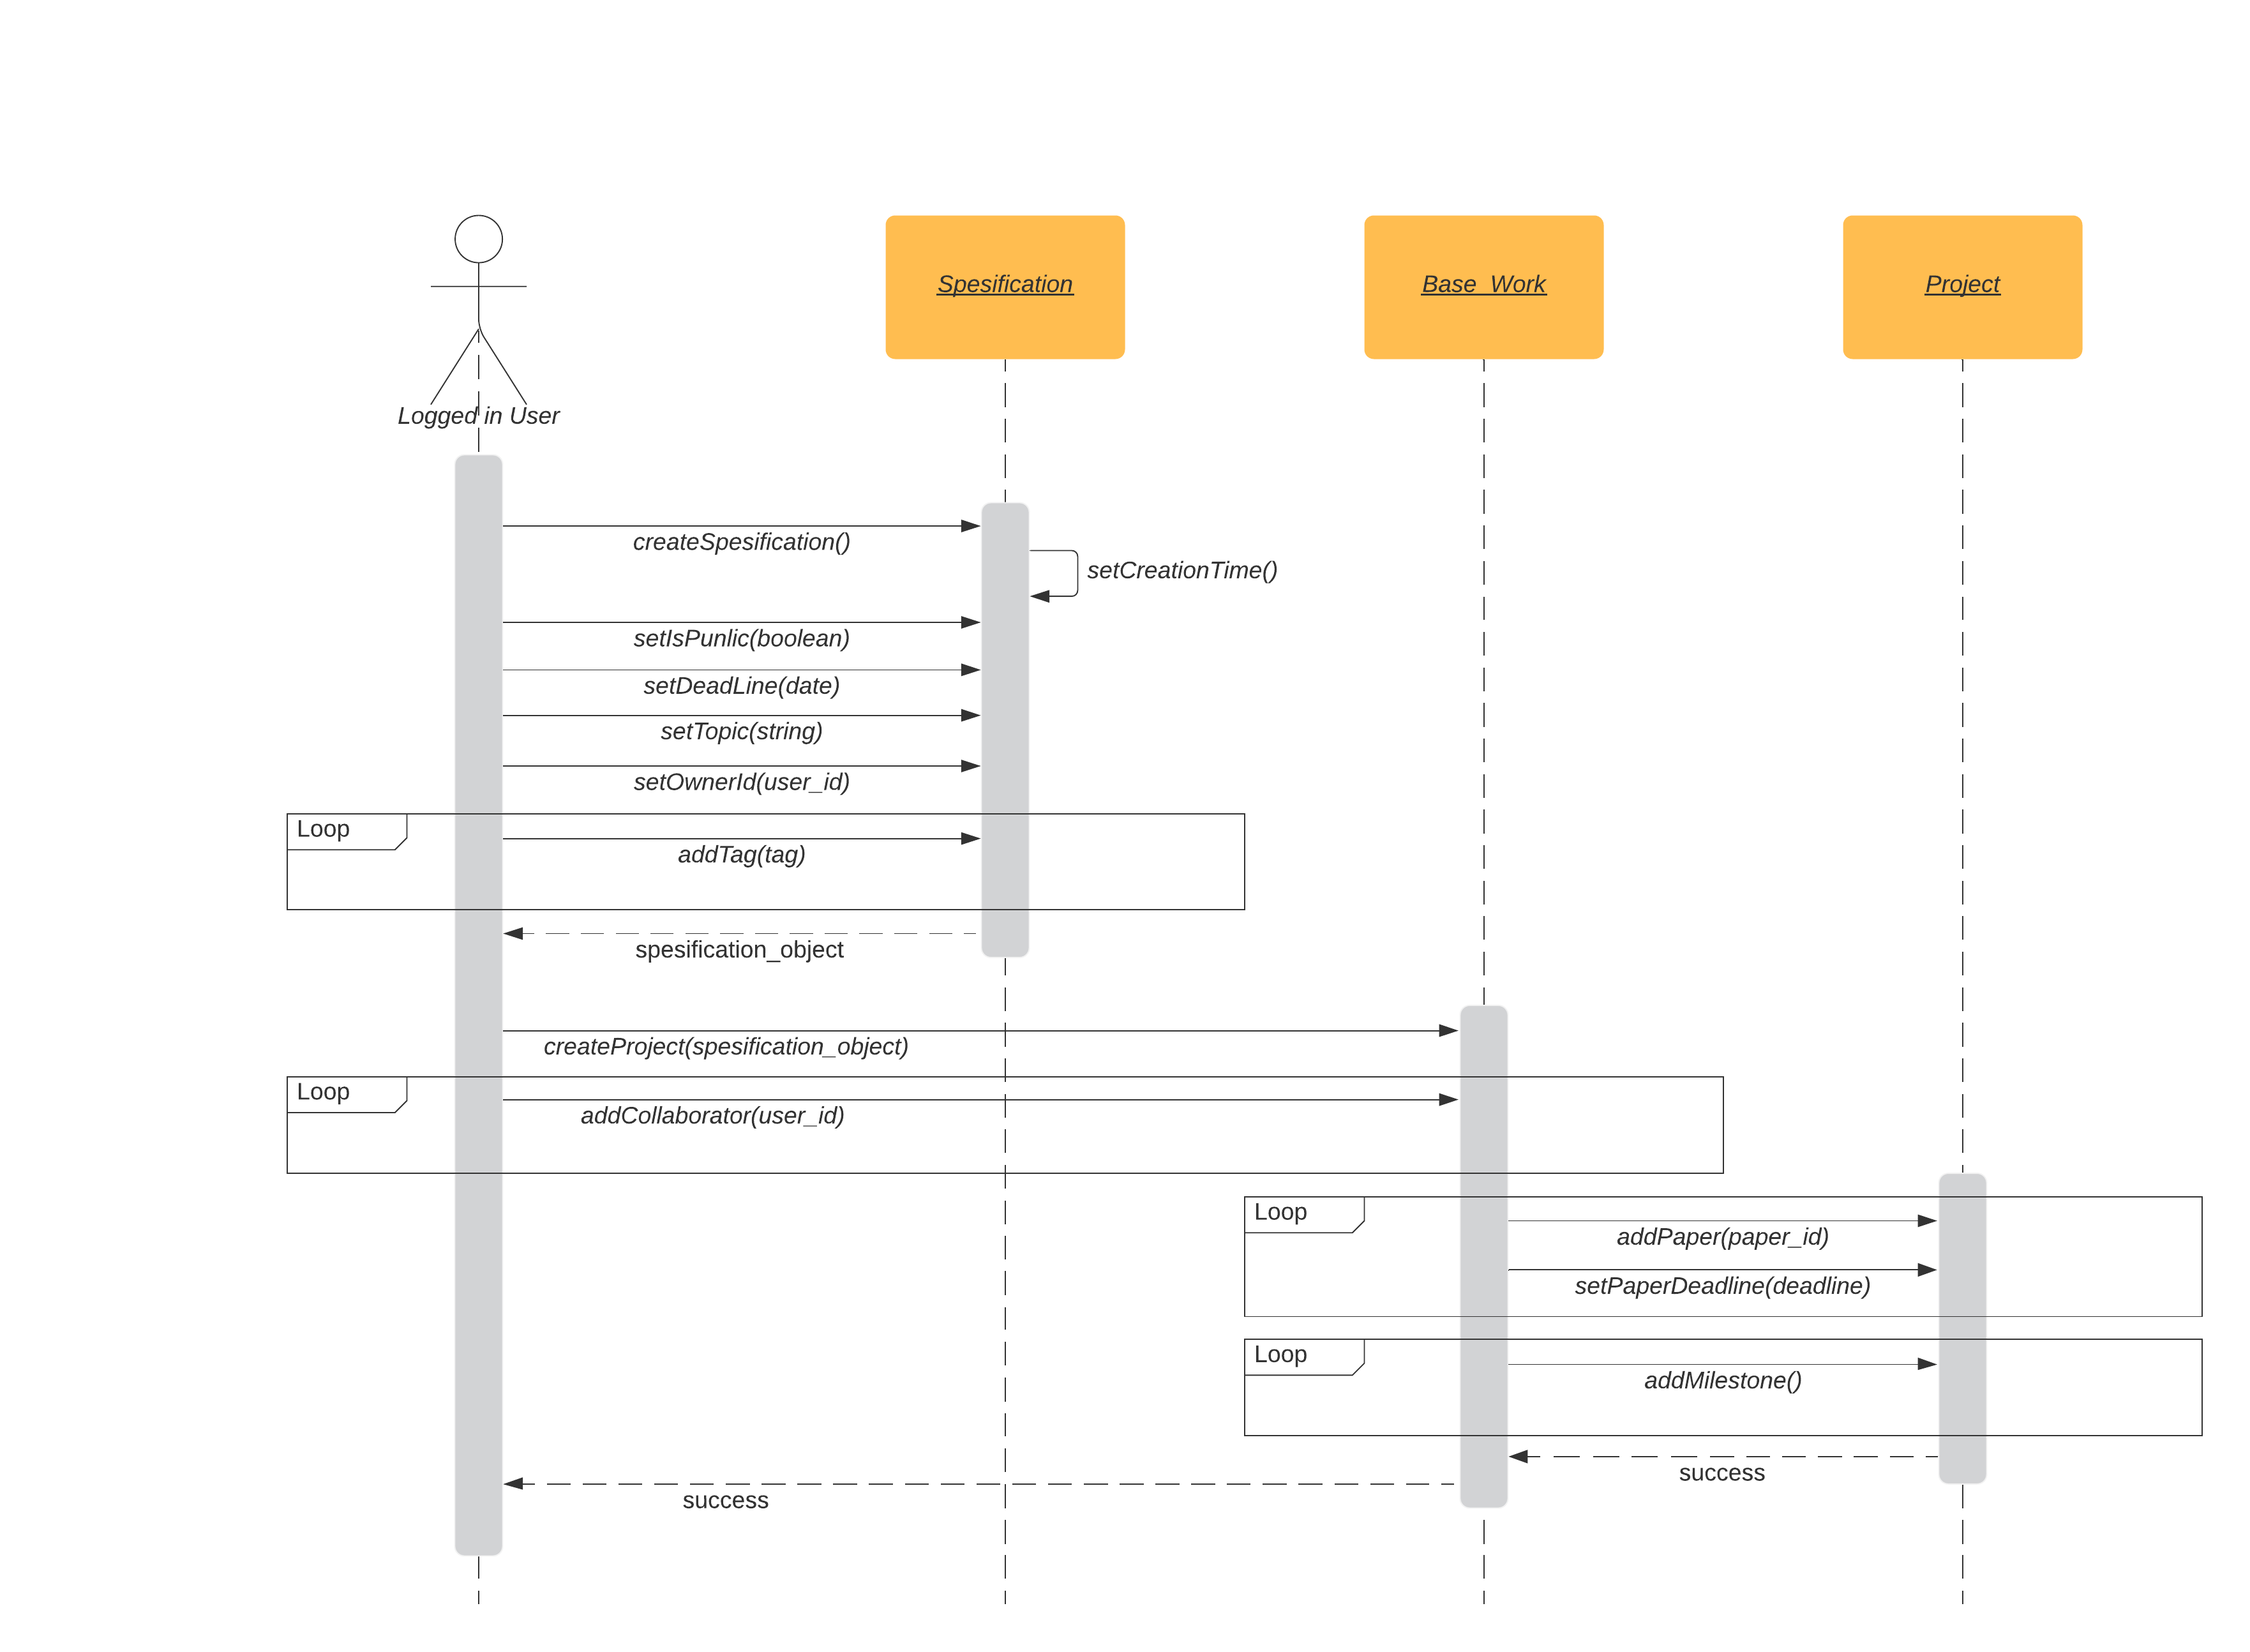 Logged in User
Spesification
Base_Work
Project
createSpesification()
setCreationTime()
setIsPunlic(boolean)
setDeadLine(date)
setTopic(string)
setOwnerId(user_id)
Loop
addTag(tag)
spesification_object
createProject(spesification_object)
Loop
addCollaborator(user_id)
Loop
addPaper(paper_id)
setPaperDeadline(deadline)
Loop
addMilestone()
success
success